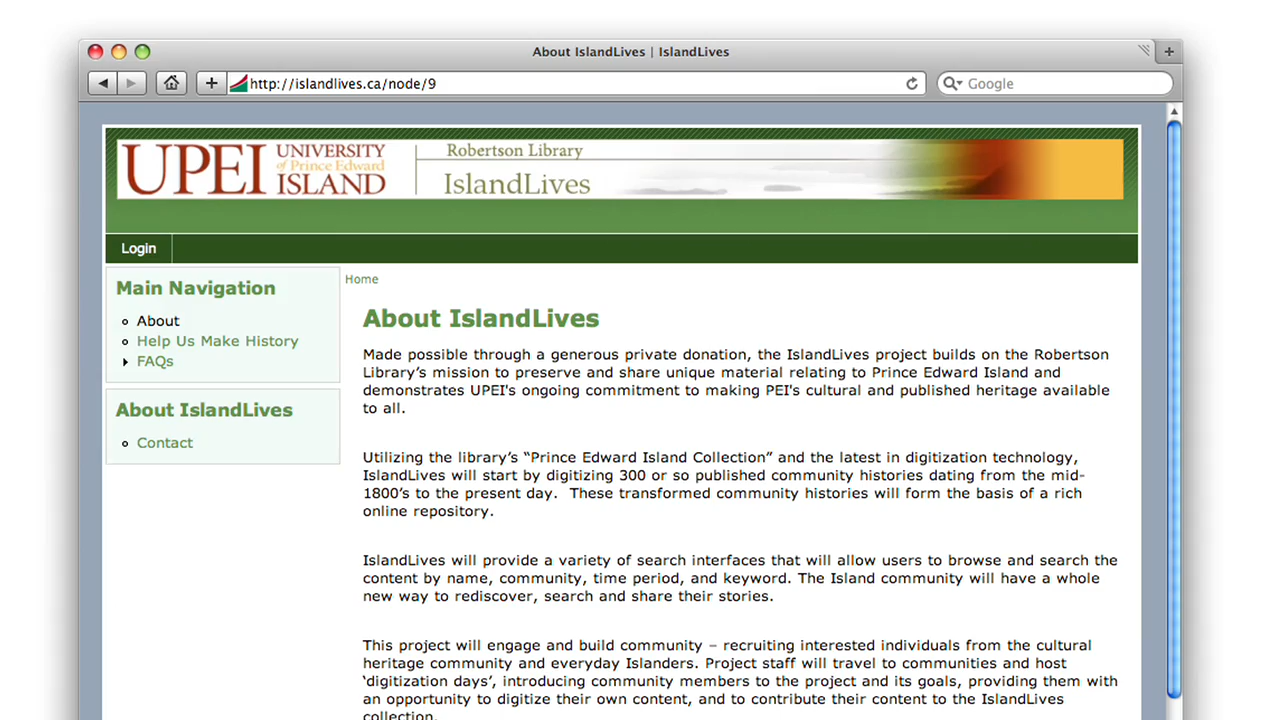 About IslandLives | IslandLives
http://islandlives.ca/node/9
Google
UPEI UNIVERSITY of Prince Edward ISLAND
Robertson Library
IslandLives
Login
Main Navigation
About
Help Us Make History
FAQs
About IslandLives
Contact
Home
About IslandLives
Made possible through a generous private donation, the IslandLives project builds on the Robertson
Library’s mission to preserve and share unique material relating to Prince Edward Island and
demonstrates UPEI's ongoing commitment to making PEI's cultural and published heritage available
to all.
Utilizing the library’s “Prince Edward Island Collection” and the latest in digitization technology,
IslandLives will start by digitizing 300 or so published community histories dating from the mid-
1800’s to the present day.  These transformed community histories will form the basis of a rich
online repository.
IslandLives will provide a variety of search interfaces that will allow users to browse and search the
content by name, community, time period, and keyword. The Island community will have a whole
new way to rediscover, search and share their stories.
This project will engage and build community – recruiting interested individuals from the cultural
heritage community and everyday Islanders. Project staff will travel to communities and host
‘digitization days’, introducing community members to the project and its goals, providing them with
an opportunity to digitize their own content, and to contribute their content to the IslandLives
collection.